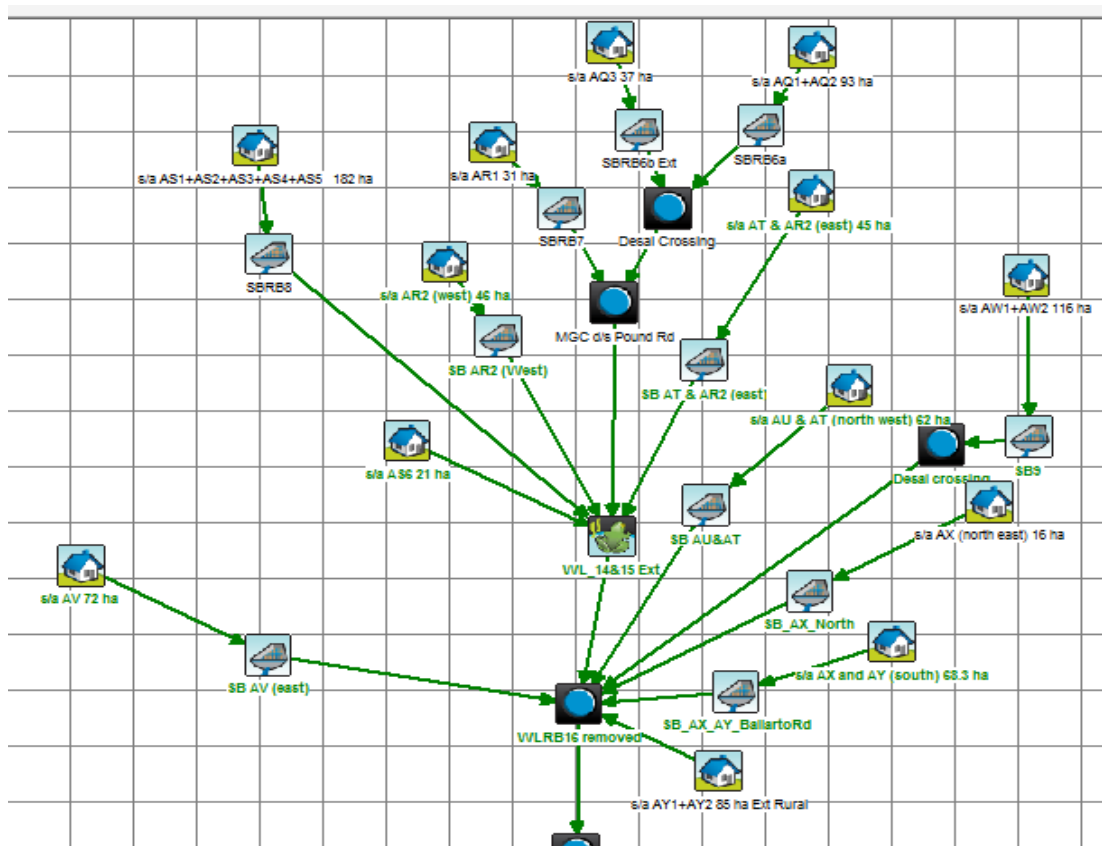 s/a AQ3 37 ha
s/a AQ1+AQ2 93 ha
SBRB6b Ext
SBRB6a
s/a AS1+AS2+AS3+AS4+AS5 182 ha
s/a AR1 31 ha
SBRB7
Desal Crossing
s/a AT & AR2 (east) 45 ha
SBRB8
s/a AR2 (west) 46 ha
MGC d/s Pound Rd
s/a AW1+AW2 116 ha
SB AR2 (West)
SB AT & AR2 (east)
s/a AU & AT (north west) 62 ha
s/a AS6 21 ha
Desal crossing
SB9
s/a AX (north east) 16 ha
SB AU&AT
WL_14&15 Ext
s/a AV 72 ha
SB_AX_North
s/a AX and AY (south) 68.3 ha
SB AV (east)
SB_AX_AY_BallartoRd
WLRB16 removed
s/a AY1+AY2 85 ha Ext Rural